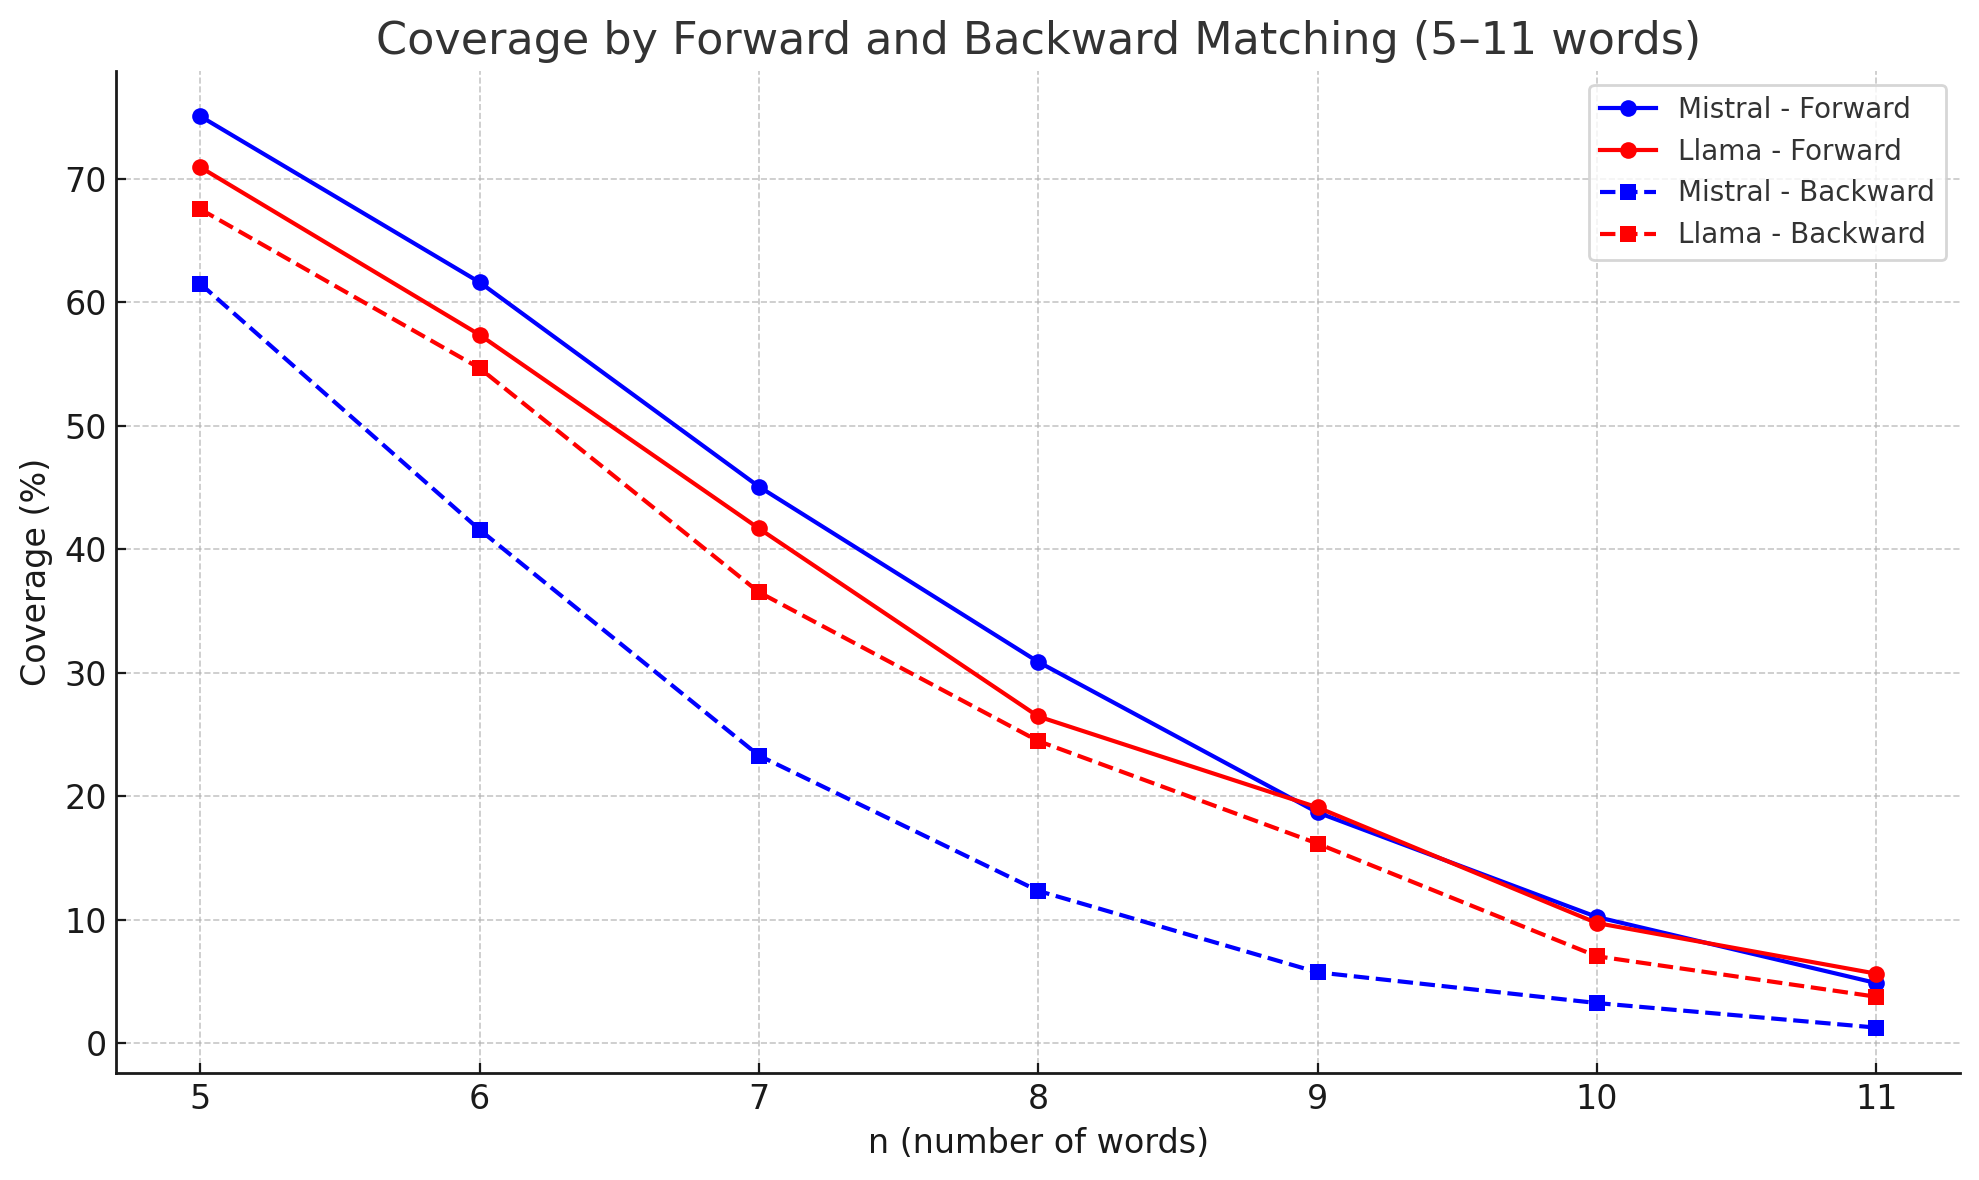 Coverage by Forward and Backward Matching (5–11 words)
Mistral - Forward
Llama - Forward
Mistral - Backward
Llama - Backward
Coverage (%)
70
60
50
40
30
20
10
0
5 6 7 8 9 10 11
n (number of words)